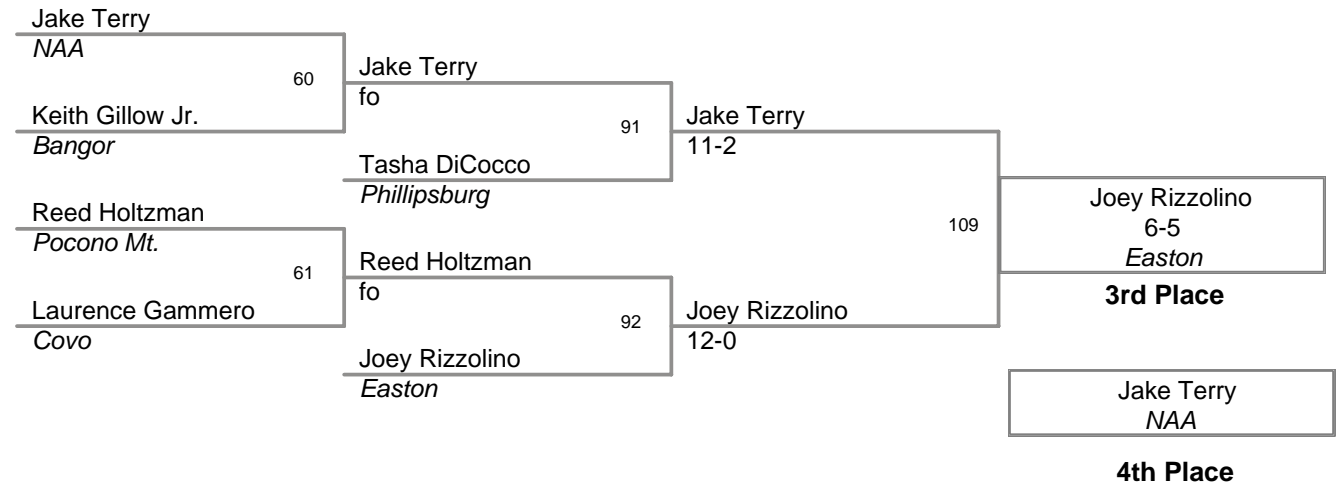 Jake Terry
NAA
60
Keith Gillow Jr.
Bangor
Reed Holtzman
Pocono Mt.
61
Laurence Gammero
Covo
Jake Terry
fo
91
Tasha DiCocco
Phillipsburg
Reed Holtzman
fo
92
Joey Rizzolino
Easton
Jake Terry
11-2
109
Joey Rizzolino
12-0
Joey Rizzolino
6-5
Easton
3rd Place
Jake Terry
NAA
4th Place